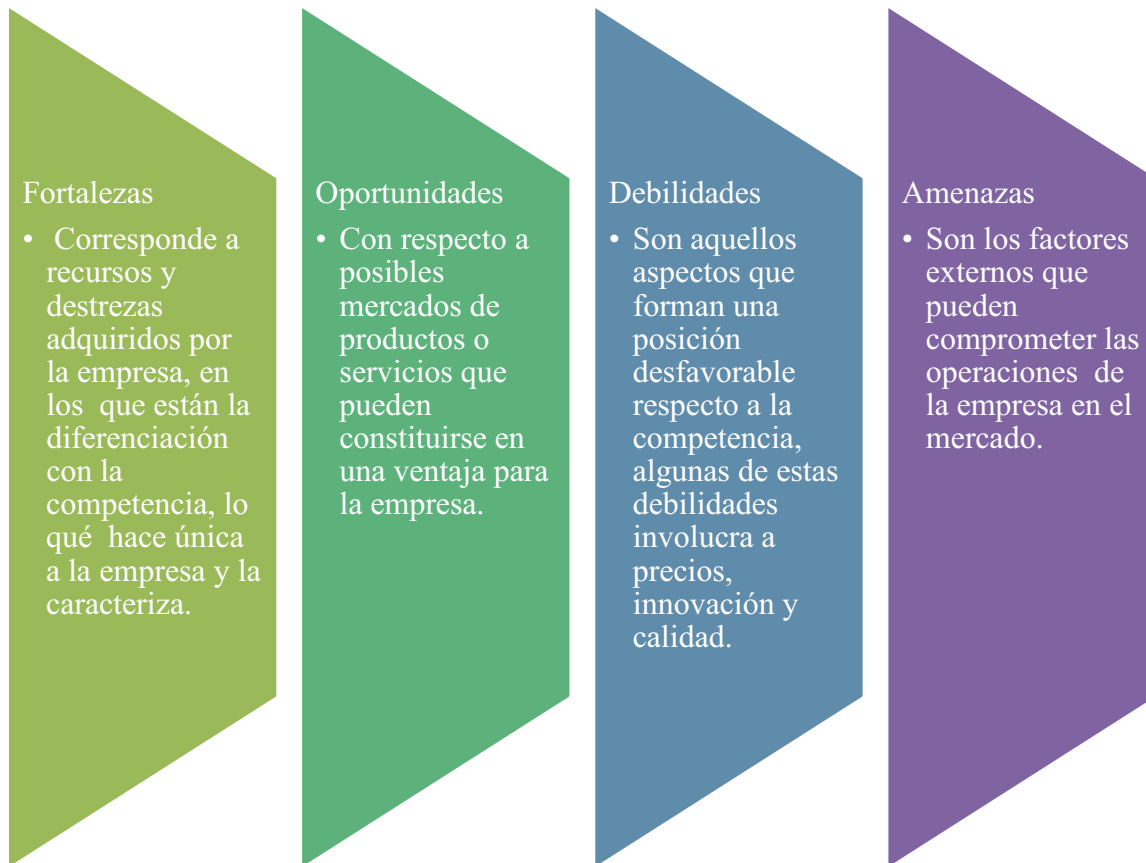 Fortalezas
• Corresponde a
recursos y
destrezas
adquiridos por
la empresa, en
los que están la
diferenciación
con la
competencia, lo
qué hace única
a la empresa y la
caracteriza.
Oportunidades
• Con respecto a
posibles
mercados de
productos o
servicios que
pueden
constituirse en
una ventaja para
la empresa.
Debilidades
• Son aquellos
aspectos que
forman una
posición
desfavorable
respecto a la
competencia,
algunas de estas
debilidades
involucra a
precios,
innovación y
calidad.
Amenazas
• Son los factores
externos que
pueden
comprometer las
operaciones de
la empresa en el
mercado.